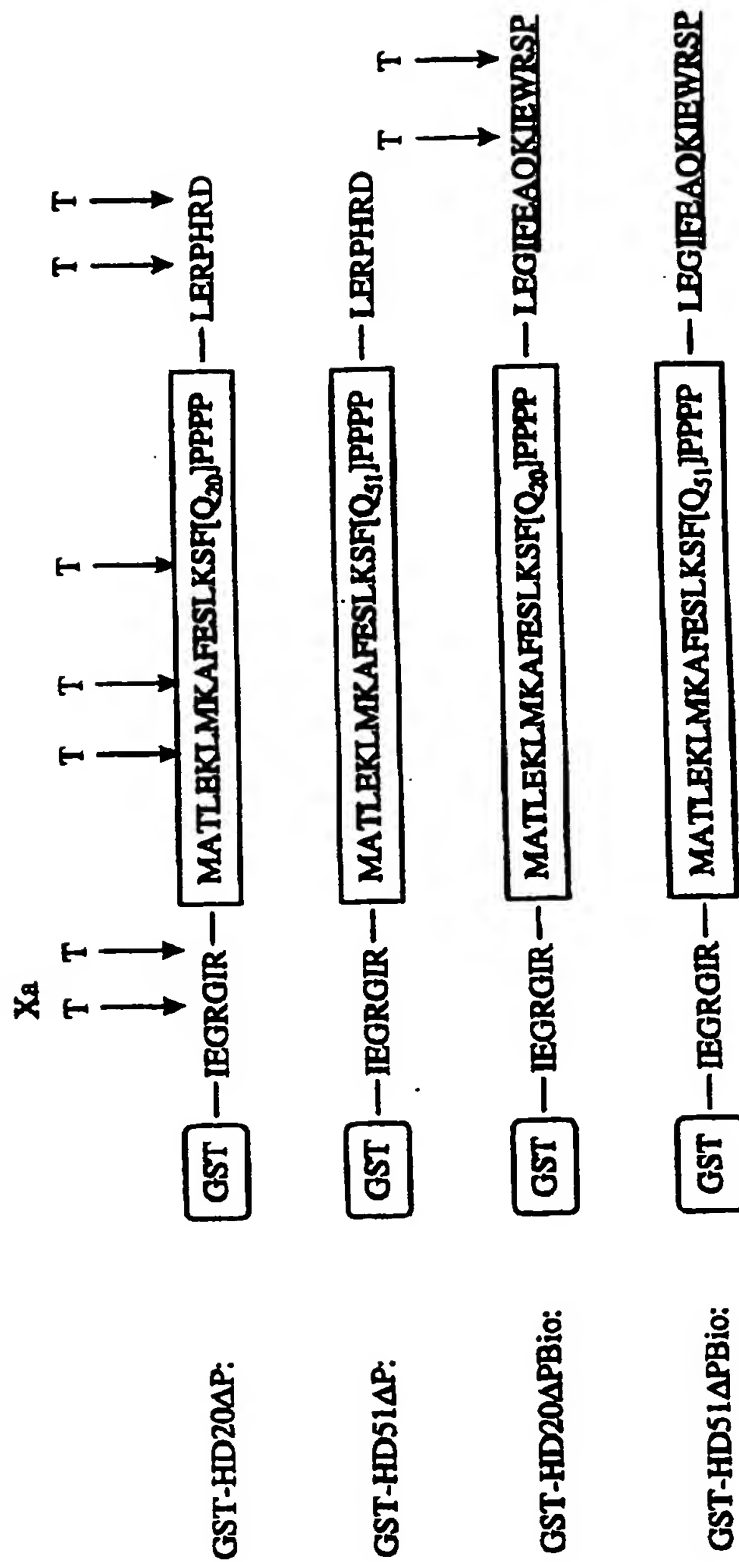 Xa
T T T T T T T
GST-HD20ΔP: GST — IEGRGIR — MATLEKLMKAFESLKSF[Q₂₀]PPPP — LERPHRD
GST-HD51ΔP: GST — IEGRGIR — MATLEKLMKAFESLKSF[Q₅₁]PPPP — LERPHRD
T T
GST-HD20ΔPBio: GST — IEGRGIR — MATLEKLMKAFESLKSF[Q₂₀]PPPP — LEGIFEAQKIEWRSP
GST-HD51ΔPBio: GST — IEGRGIR — MATLEKLMKAFESLKSF[Q₅₁]PPPP — LEGIFEAQKIEWRSP